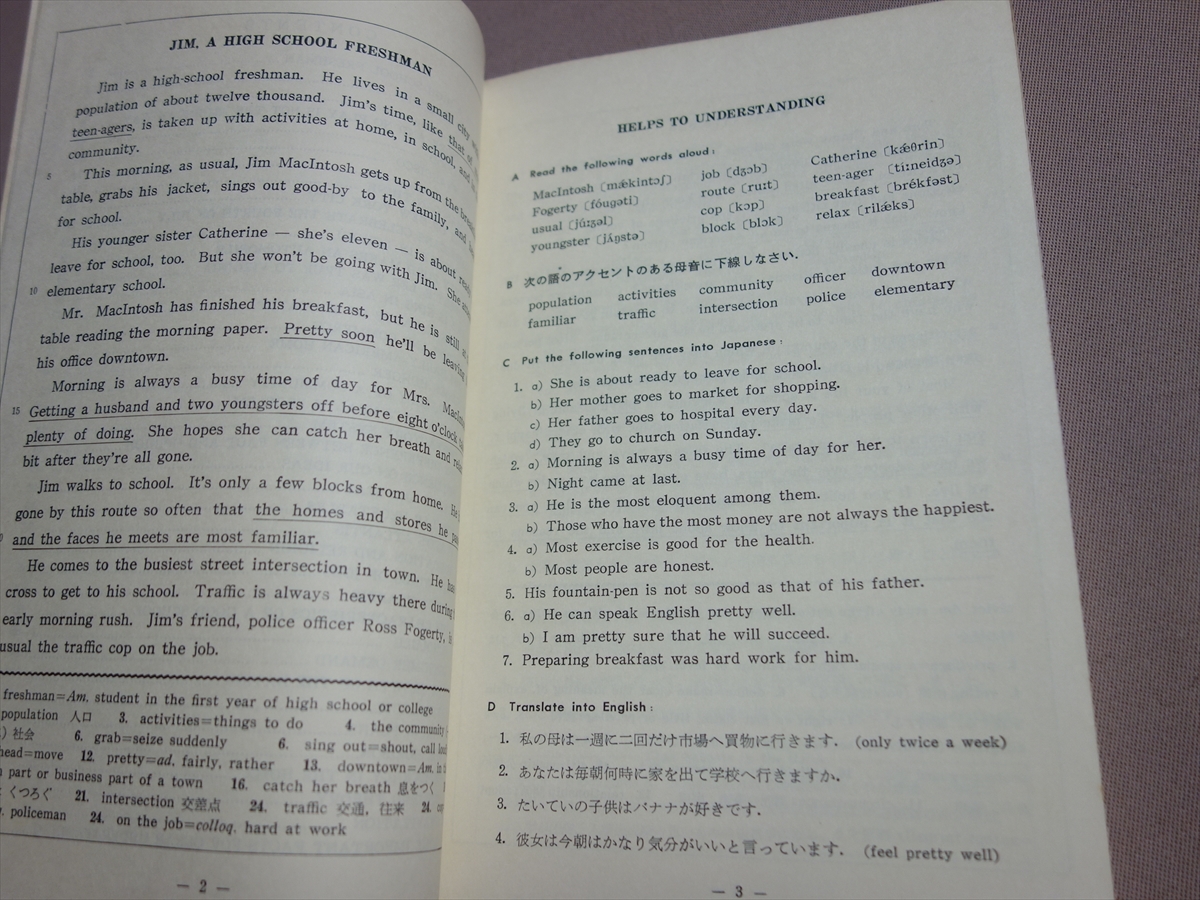 JIM, A HIGH SCHOOL FRESHMAN
Jim is a high-school freshman. He lives in a small city
population of about twelve thousand. Jim's time, like that of
teen-agers, is taken up with activities at home, in school, and
community.
5 This morning, as usual, Jim MacIntosh gets up from the
table, grabs his jacket, sings out good-by to the family, and
for school.
His younger sister Catherine — she's eleven — is about
leave for school, too. But she won't be going with Jim. She
10 elementary school.
Mr. MacIntosh has finished his breakfast, but he is still
table reading the morning paper. Pretty soon he'll be leaving
his office downtown.
Morning is always a busy time of day for Mrs.
15 Getting a husband and two youngsters off before eight o'clock
plenty of doing. She hopes she can catch her breath and
bit after they're all gone.
Jim walks to school. It's only a few blocks from home.
gone by this route so often that the homes and stores he
and the faces he meets are most familiar.
He comes to the busiest street intersection in town. He
cross to get to his school. Traffic is always heavy there during
early morning rush. Jim's friend, police officer Ross Fogerty,
usual the traffic cop on the job.
freshman=Am. student in the first year of high school or college
population 人口 3. activities=things to do 4. the community
社会 6. grab=seize suddenly 6. sing out=shout, call
head=move 12. pretty=ad. fairly, rather 13. downtown=Am.
part or business part of a town 16. catch her breath 息をつく
くつろぐ 21. intersection 交差点 24. traffic 交通, 往来 24.
policeman 24. on the job=colloq. hard at work
— 2 —
HELPS TO UNDERSTANDING
A Read the following words aloud:
MacIntosh〔mǽkintɔʃ〕 job〔dʒɔb〕 Catherine〔kǽθrin〕
Fogerty〔fóugəti〕 route〔ru:t〕 teen-ager〔tí:neidʒə〕
usual〔jú:ʒəl〕 cop〔kɔp〕 breakfast〔brékfəst〕
youngster〔jʌ́ŋstə〕 block〔blɔk〕 relax〔rilǽks〕
B 次の語のアクセントのある母音に下線しなさい.
population activities community officer downtown
familiar traffic intersection police elementary
C Put the following sentences into Japanese:
1. a) She is about ready to leave for school.
b) Her mother goes to market for shopping.
c) Her father goes to hospital every day.
d) They go to church on Sunday.
2. a) Morning is always a busy time of day for her.
b) Night came at last.
3. a) He is the most eloquent among them.
b) Those who have the most money are not always the happiest.
4. a) Most exercise is good for the health.
b) Most people are honest.
5. His fountain-pen is not so good as that of his father.
6. a) He can speak English pretty well.
b) I am pretty sure that he will succeed.
7. Preparing breakfast was hard work for him.
D Translate into English:
1. 私の母は一週に二回だけ市場へ買物に行きます. (only twice a week)
2. あなたは毎朝何時に家を出て学校へ行きますか.
3. たいていの子供はバナナが好きです.
4. 彼女は今朝はかなり気分がいいと言っています. (feel pretty well)
— 3 —